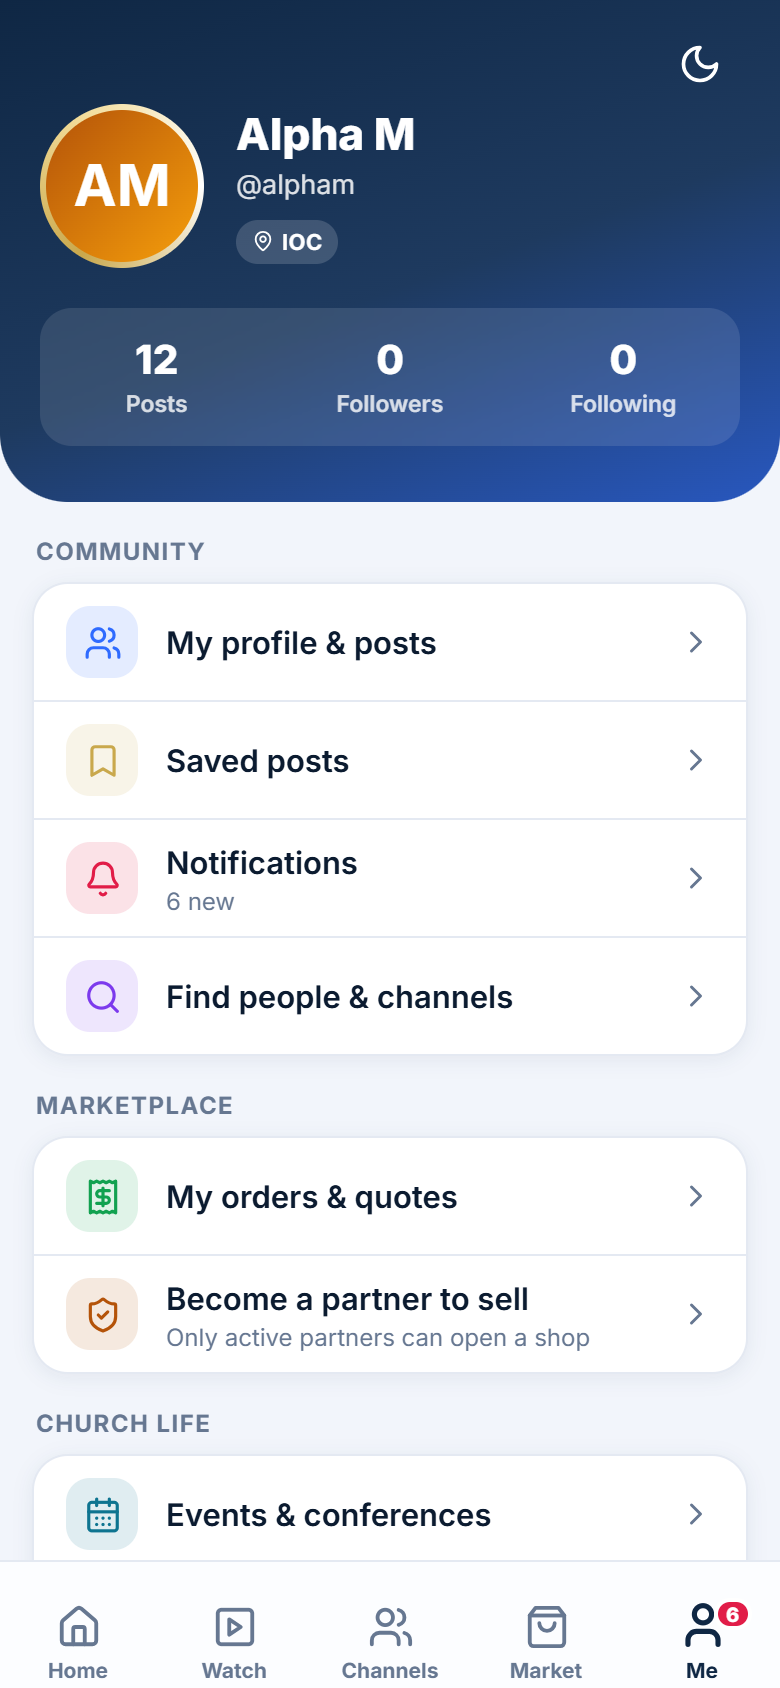 Alpha M
AM
@alpham
IOC
12 0 0
Posts Followers Following
COMMUNITY
My profile & posts
Saved posts
Notifications
6 new
Find people & channels
MARKETPLACE
My orders & quotes
Become a partner to sell
Only active partners can open a shop
CHURCH LIFE
Events & conferences
6
Home Watch Channels Market Me